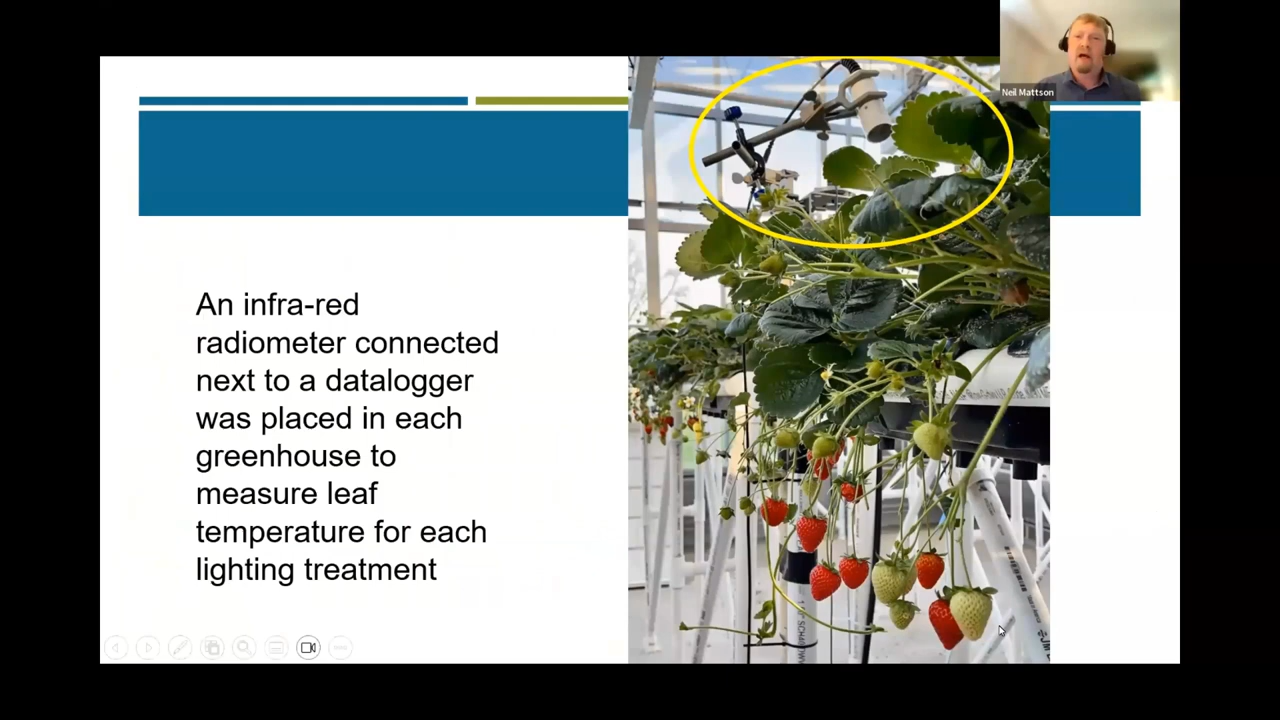 Neil Mattson
An infra-red
radiometer connected
next to a datalogger
was placed in each
greenhouse to
measure leaf
temperature for each
lighting treatment